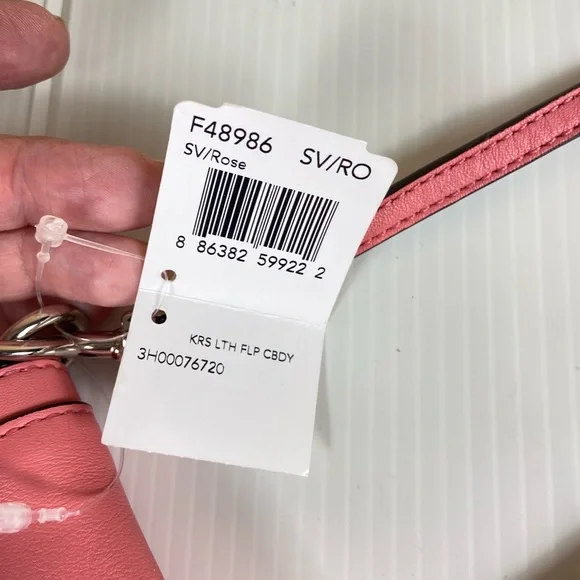 F48986 SV/RO
SV/Rose
8 86382 59922 2
KRS LTH FLP CBDY
3H00076720